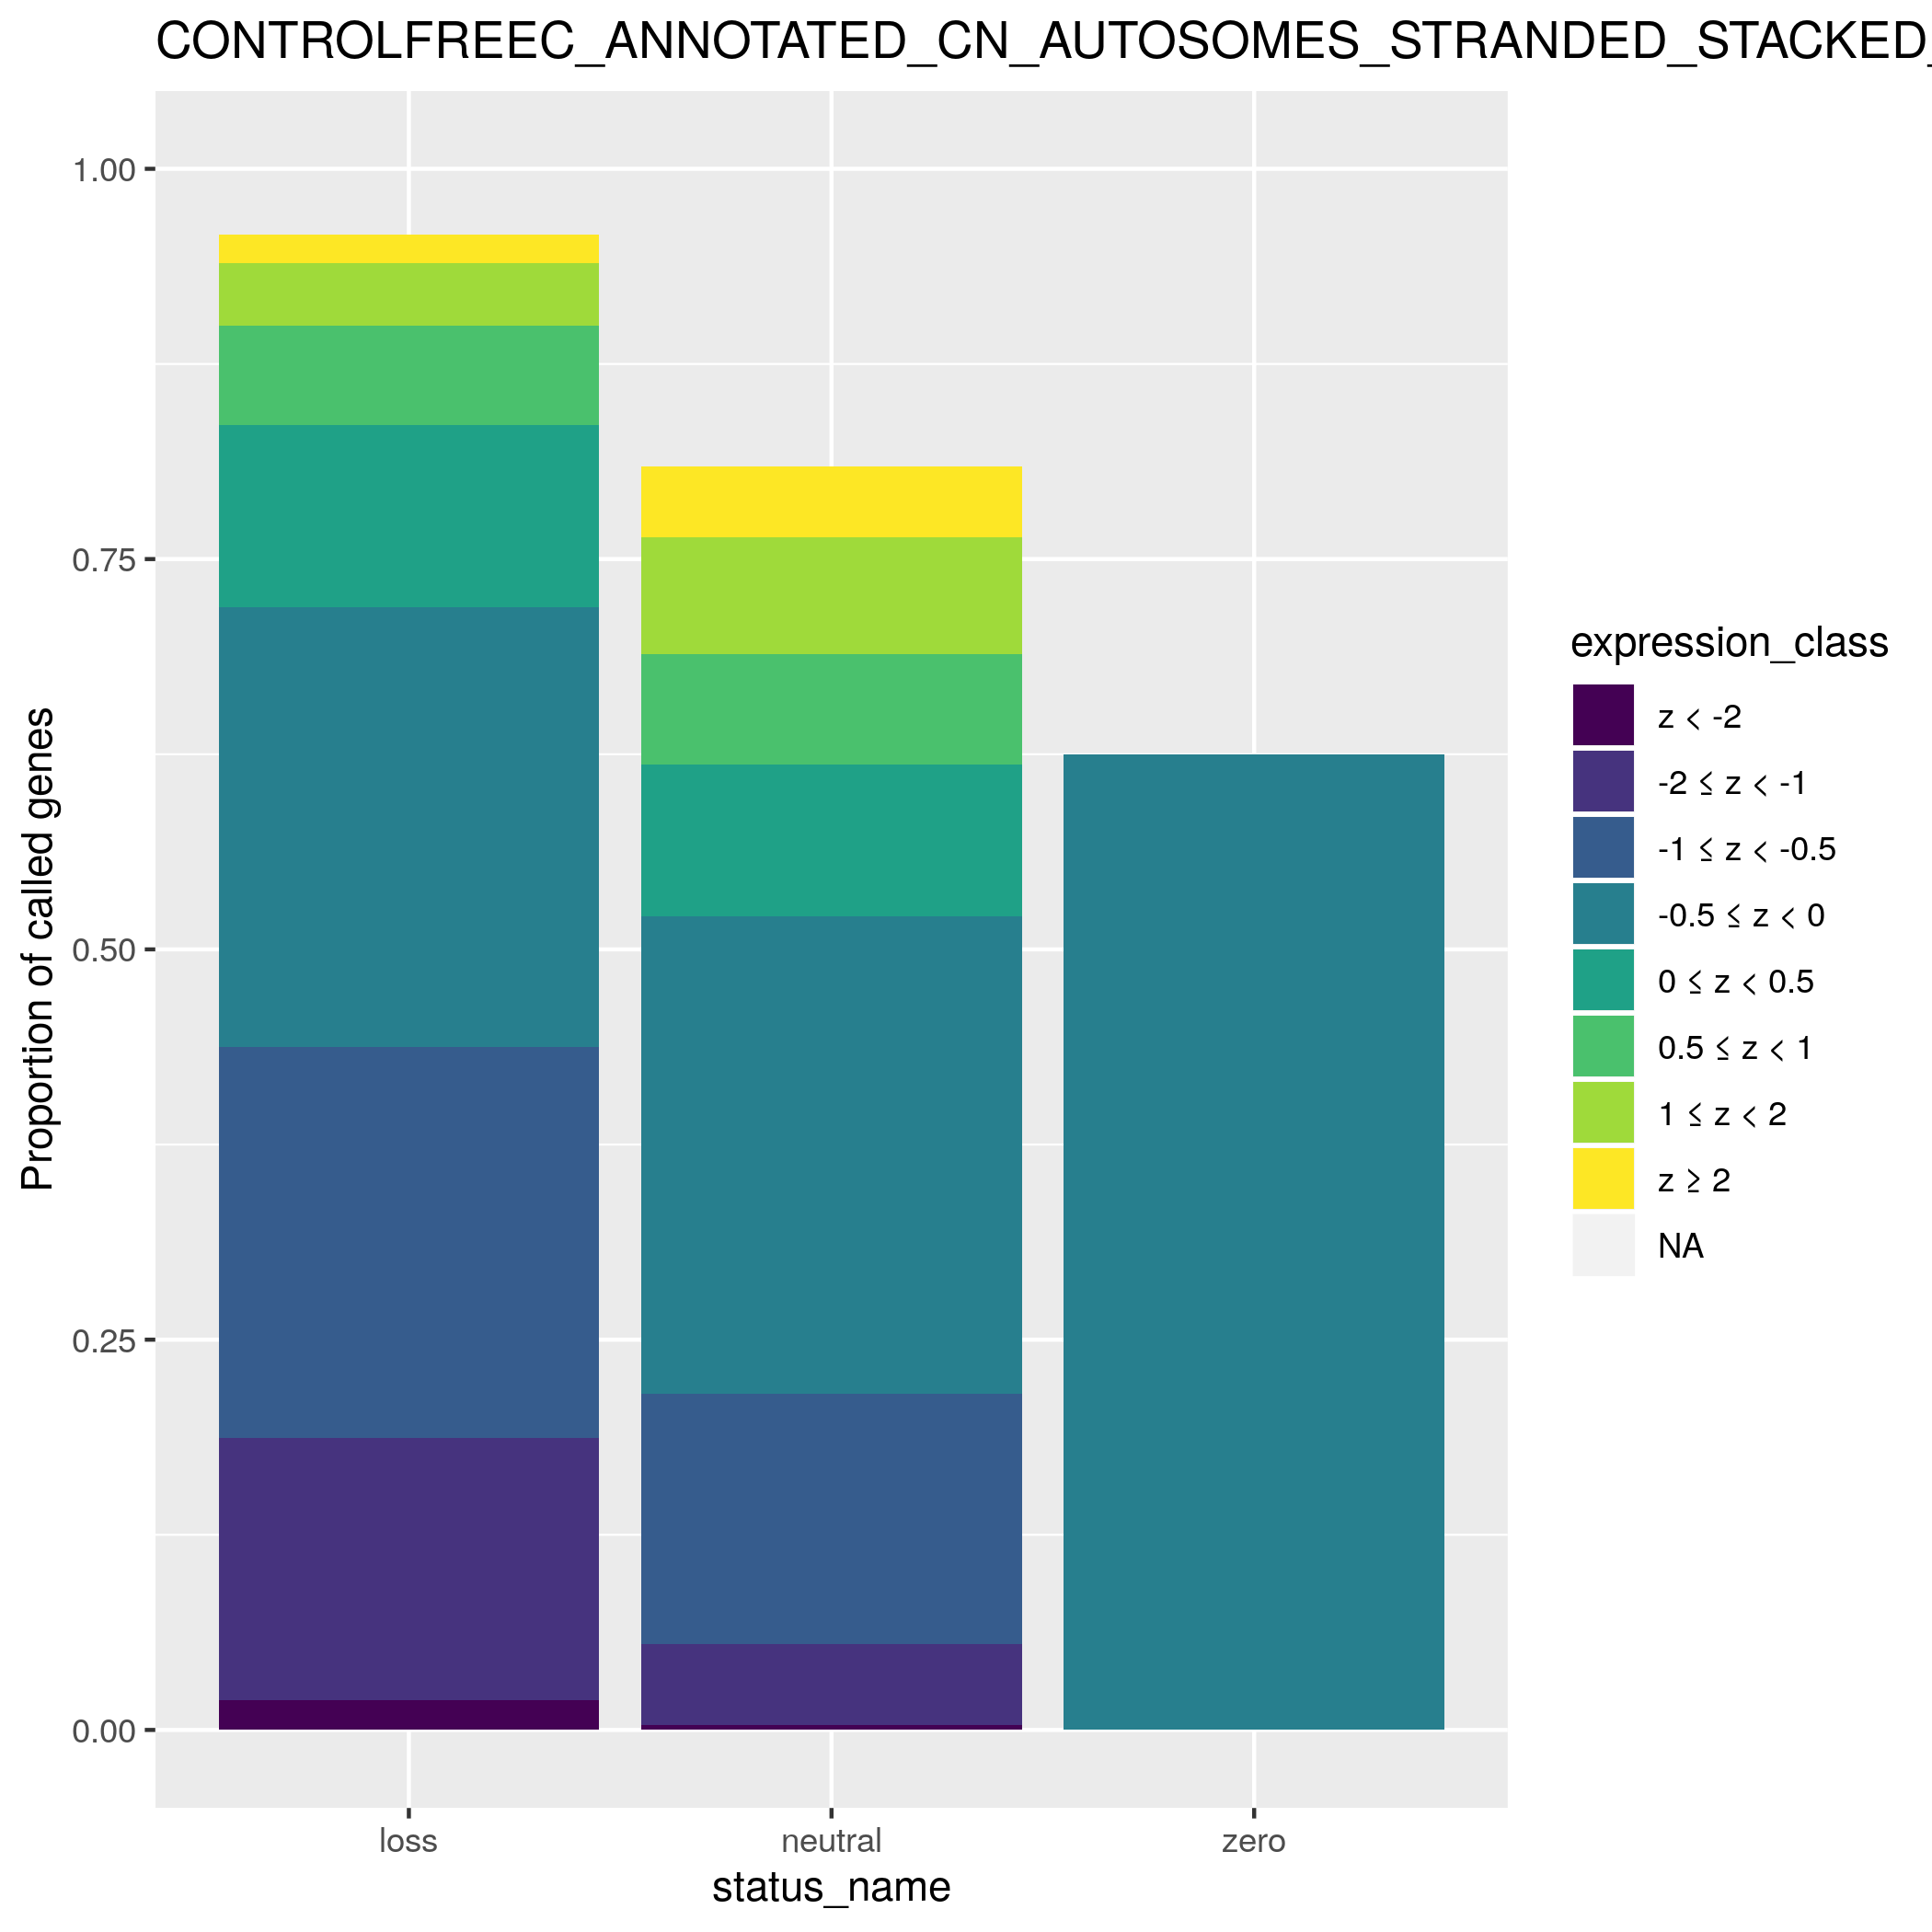 CONTROLFREEC_ANNOTATED_CN_AUTOSOMES_STRANDED_STACKED_
1.00
0.75
0.50
0.25
0.00
Proportion of called genes
loss neutral zero
status_name
expression_class
z < -2
-2 ≤ z < -1
-1 ≤ z < -0.5
-0.5 ≤ z < 0
0 ≤ z < 0.5
0.5 ≤ z < 1
1 ≤ z < 2
z ≥ 2
NA